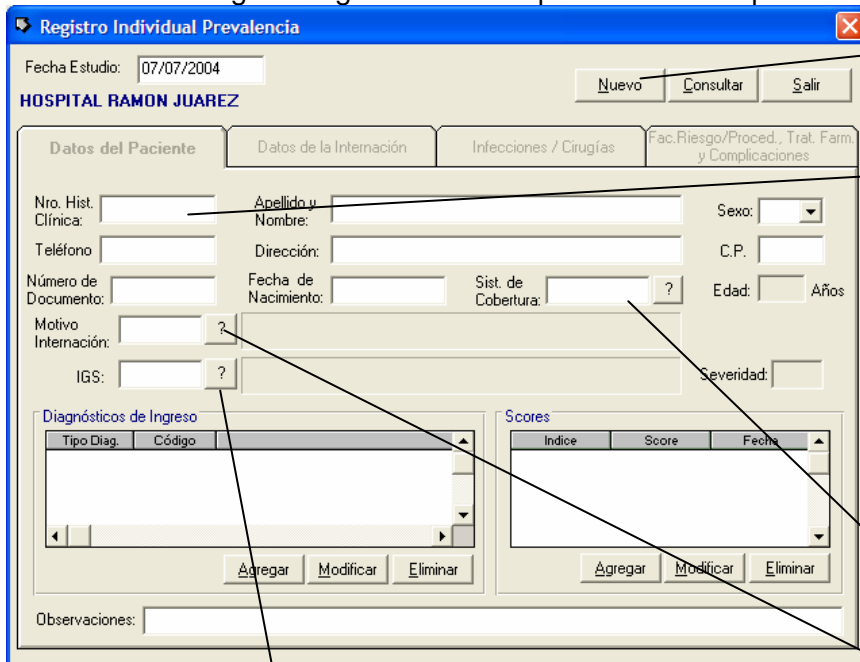 Registro Individual Prevalencia
Fecha Estudio: 07/07/2004
Nuevo Consultar Salir
HOSPITAL RAMON JUAREZ
Datos del Paciente Datos de la Internación Infecciones / Cirugías Fac.Riesgo/Proced., Trat. Farm. y Complicaciones
Nro. Hist. Clínica: Apellido y Nombre: Sexo:
Teléfono Dirección: C.P.
Número de Documento: Fecha de Nacimiento: Sist. de Cobertura: ? Edad: Años
Motivo Internación: ?
IGS: ? Severidad:
Diagnósticos de Ingreso Scores
Tipo Diag. Código Indice Score Fecha
Agregar Modificar Eliminar Agregar Modificar Eliminar
Observaciones: